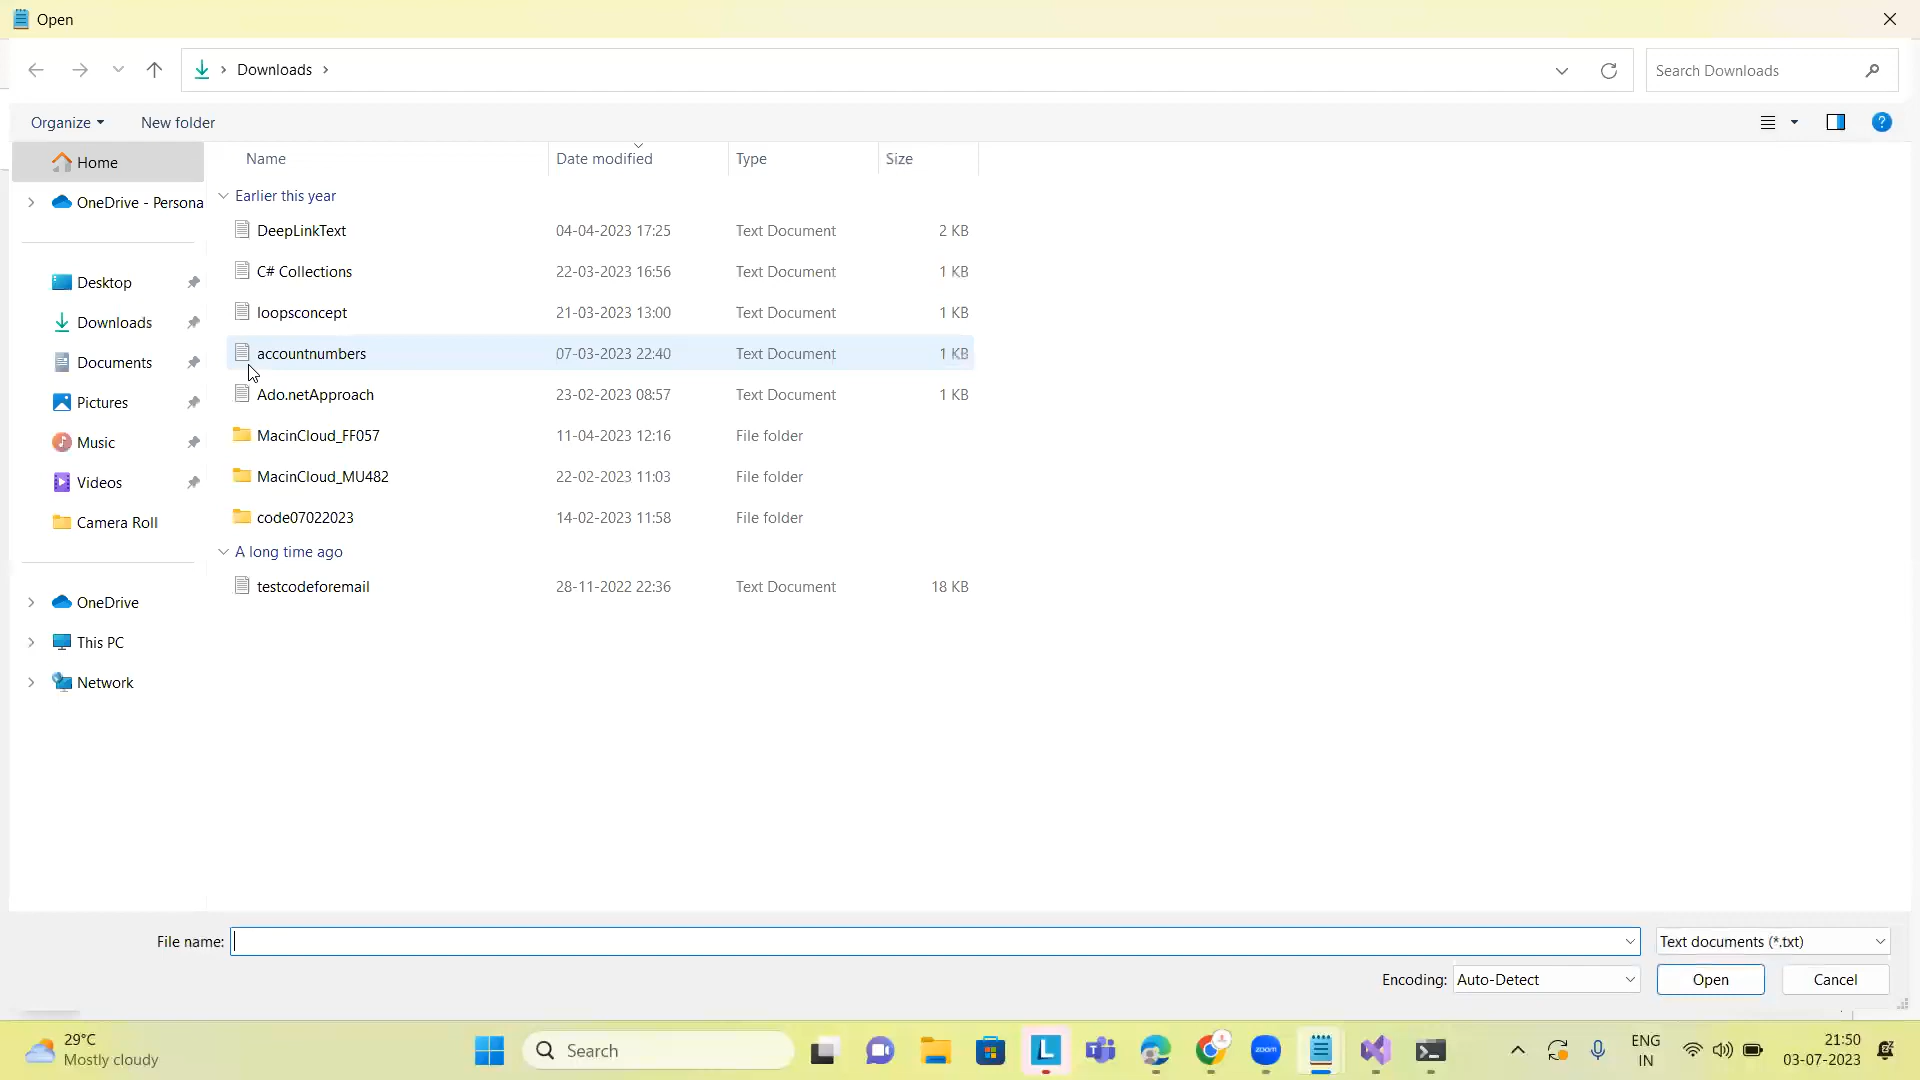 Open
Downloads
Search Downloads
Organize
New folder
Home
OneDrive - Persona
Desktop
Downloads
Documents
Pictures
Music
Videos
Camera Roll
OneDrive
This PC
Network
Name Date modified Type Size
Earlier this year
DeepLinkText 04-04-2023 17:25 Text Document 2 KB
C# Collections 22-03-2023 16:56 Text Document 1 KB
loopsconcept 21-03-2023 13:00 Text Document 1 KB
accountnumbers 07-03-2023 22:40 Text Document 1 KB
Ado.netApproach 23-02-2023 08:57 Text Document 1 KB
MacinCloud_FF057 11-04-2023 12:16 File folder
MacinCloud_MU482 22-02-2023 11:03 File folder
code07022023 14-02-2023 11:58 File folder
A long time ago
testcodeforemail 28-11-2022 22:36 Text Document 18 KB
File name:
Text documents (*.txt)
Encoding: Auto-Detect
Open
Cancel
29°C
Mostly cloudy
Search
L
zoom
ENG
IN
21:50
03-07-2023